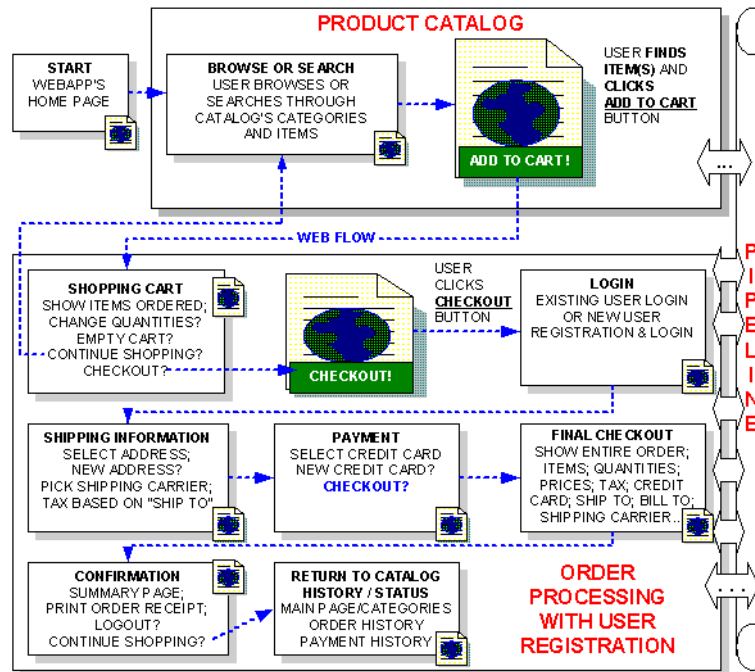 PRODUCT CATALOG
START
WEBAPP'S
HOME PAGE
BROWSE OR SEARCH
USER BROWSES OR
SEARCHES THROUGH
CATALOG'S CATEGORIES
AND ITEMS
ADD TO CART !
USER FINDS
ITEM(S) AND
CLICKS
ADD TO CART
BUTTON
...
WEB FLOW
SHOPPING CART
SHOW ITEMS ORDERED;
CHANGE QUANTITIES?
EMPTY CART?
CONTINUE SHOPPING?
CHECKOUT?
CHECKOUT!
USER
CLICKS
CHECKOUT
BUTTON
LOGIN
EXISTING USER LOGIN
OR NEW USER
REGISTRATION & LOGIN
PIPELINE
SHIPPING INFORMATION
SELECT ADDRESS;
NEW ADDRESS?
PICK SHIPPING CARRIER;
TAX BASED ON "SHIP TO"
PAYMENT
SELECT CREDIT CARD
NEW CREDIT CARD?
CHECKOUT?
FINAL CHECKOUT
SHOW ENTIRE ORDER;
ITEMS; QUANTITIES;
PRICES; TAX; CREDIT
CARD; SHIP TO; BILL TO;
SHIPPING CARRIER...
CONFIRMATION
SUMMARY PAGE;
PRINT ORDER RECEIPT;
LOGOUT?
CONTINUE SHOPPING?
RETURN TO CATALOG
HISTORY / STATUS
MAIN PAGE/CATEGORIES
ORDER HISTORY
PAYMENT HISTORY
ORDER
PROCESSING
WITH USER
REGISTRATION
...